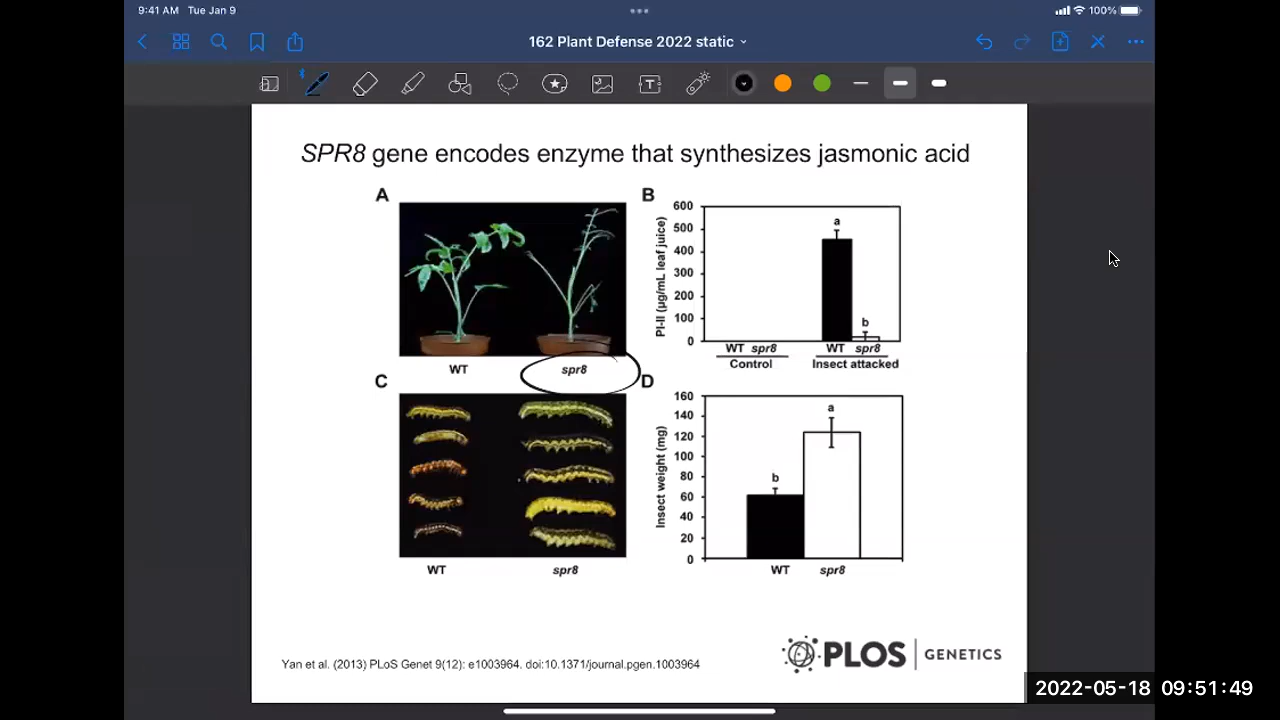 9:41 AM Tue Jan 9
100%
162 Plant Defense 2022 static
SPR8 gene encodes enzyme that synthesizes jasmonic acid
A
WT
spr8
B
PI-II (µg/mL leaf juice)
600
500
400
300
200
100
0
a
b
WT spr8 WT spr8
Control Insect attacked
C
WT
spr8
D
Insect weight (mg)
160
140
120
100
80
60
40
20
0
b
a
WT spr8
Yan et al. (2013) PLoS Genet 9(12): e1003964. doi:10.1371/journal.pgen.1003964
PLOS | GENETICS
2022-05-18 09:51:49